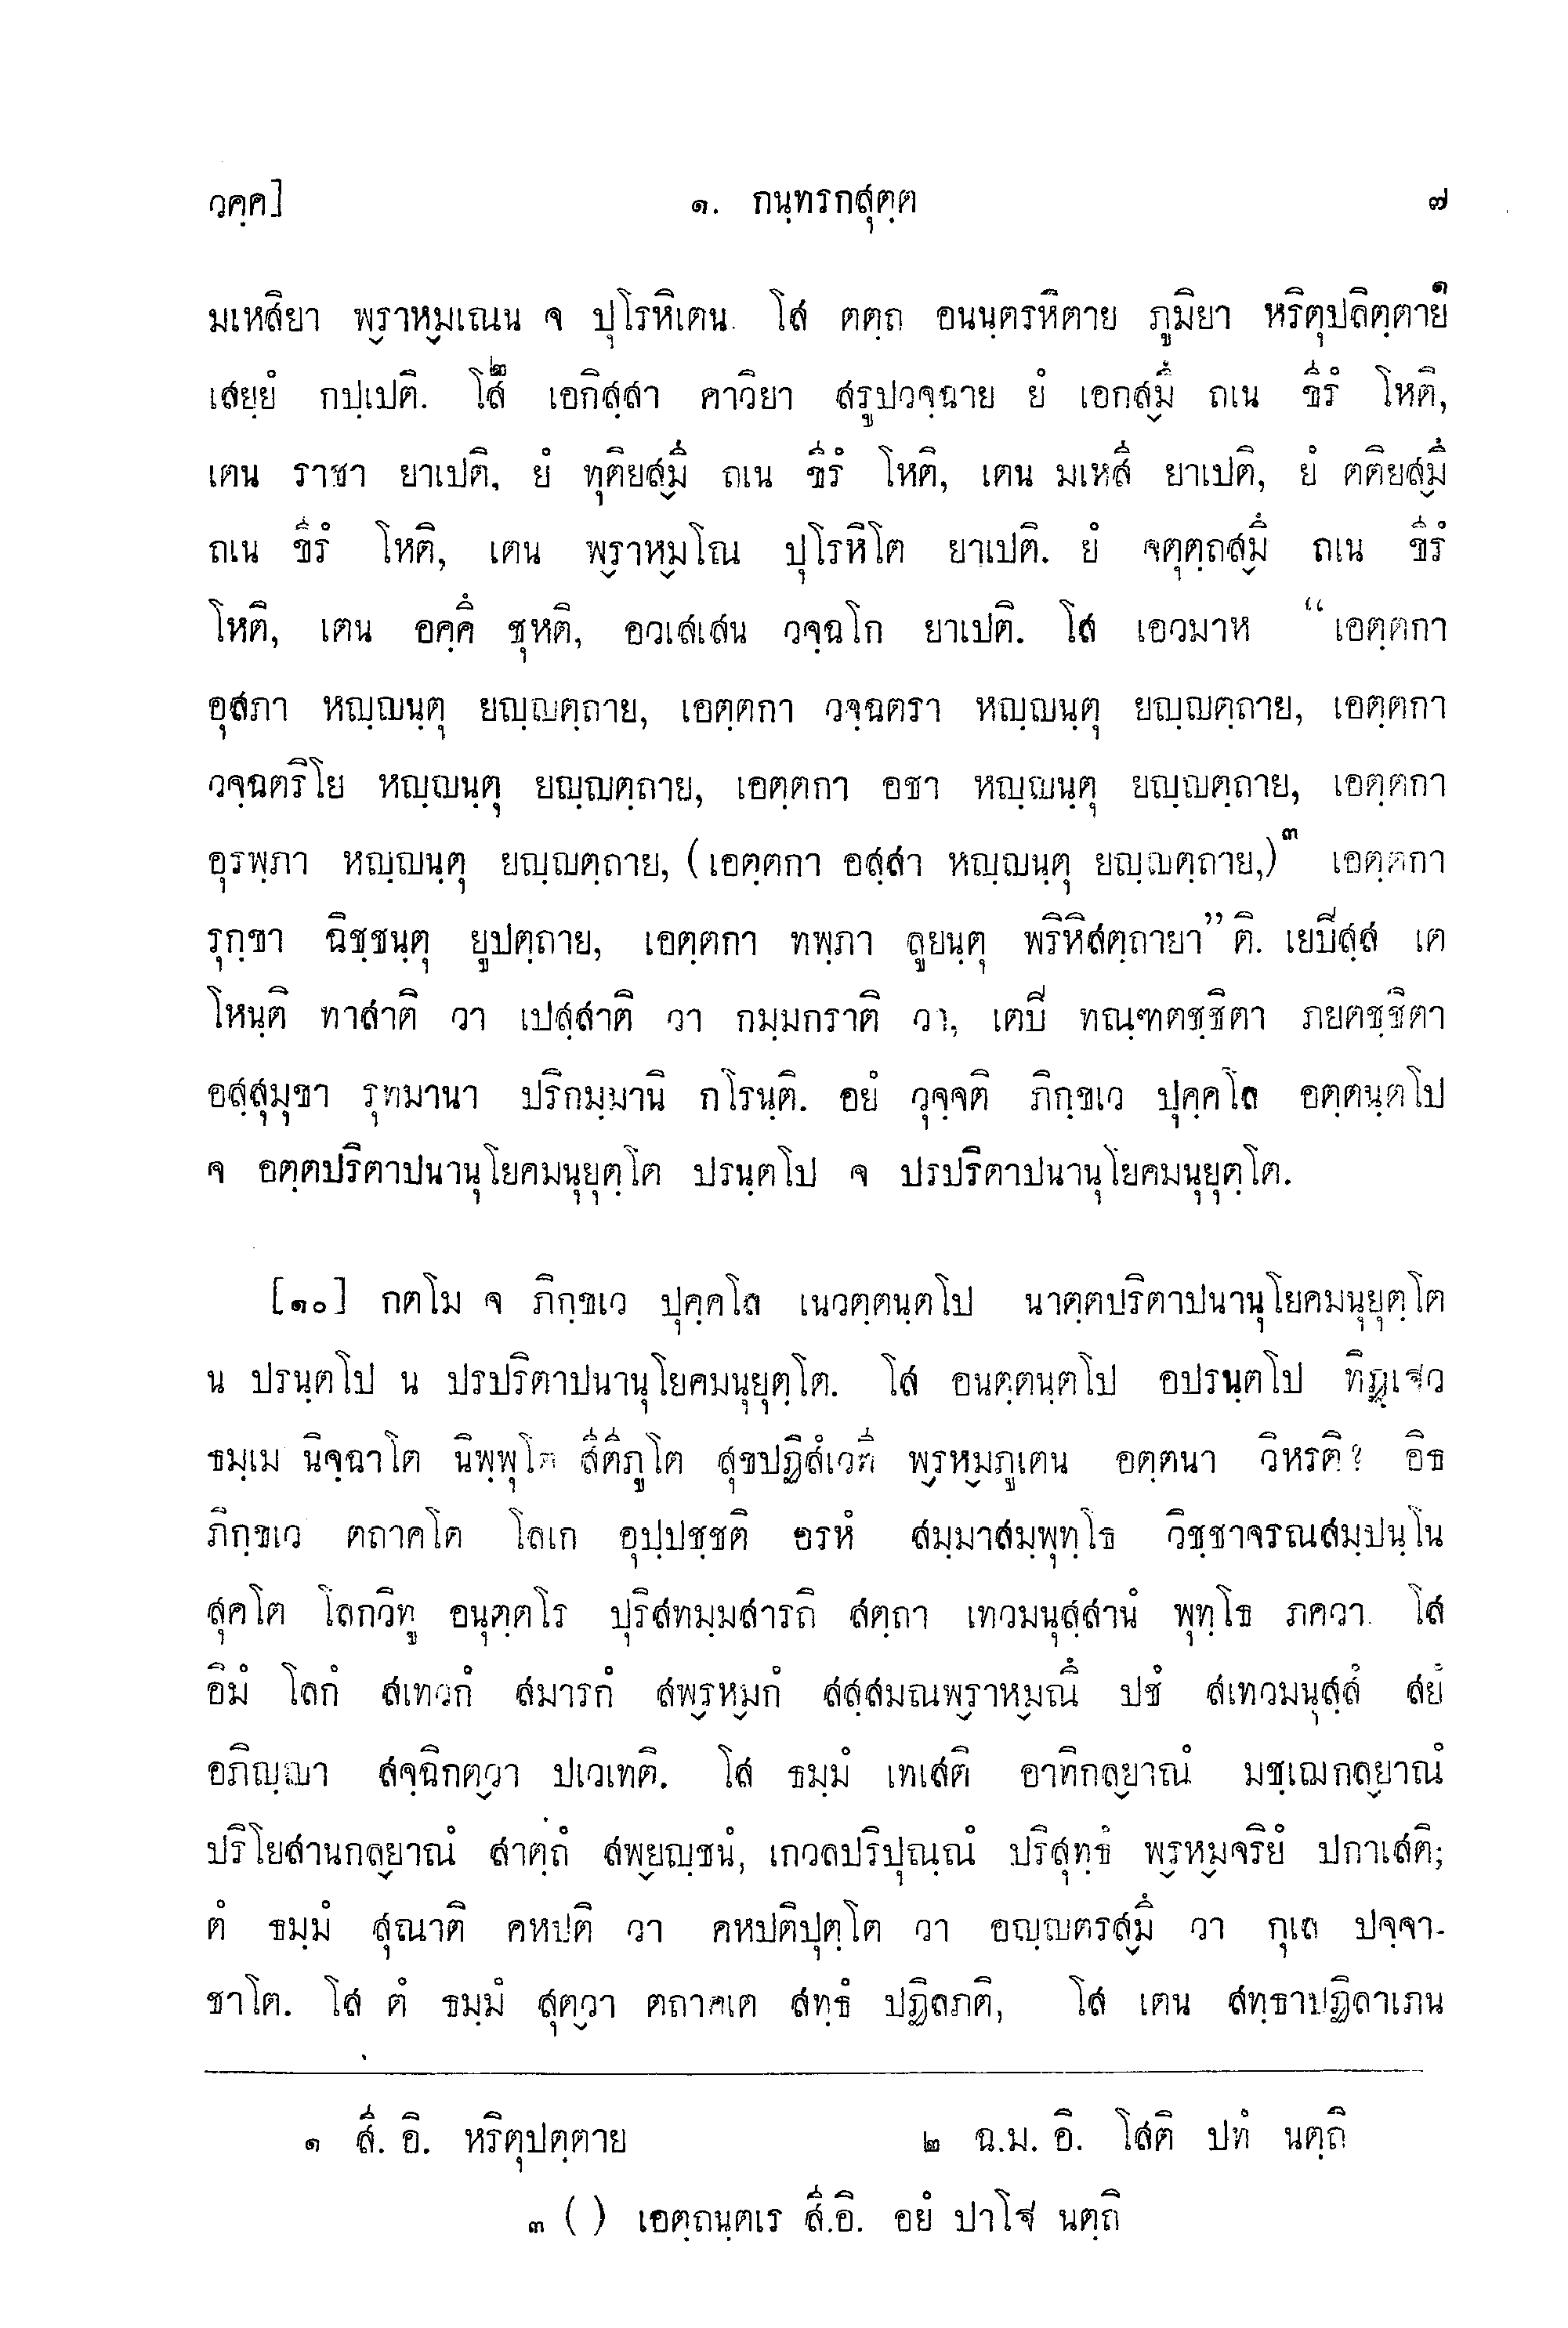 วคฺค] ๑. กนฺทรกสุตฺต ๗
มเหสิยา พฺราหฺมเณน จ ปุโรหิเตน. โส ตตฺถ อนนฺตรหิตาย ภูมิยา หริตุปลิตฺตาย๑
เสยฺยํ กปฺเปติ. โส๒ เอกิสฺสา คาวิยา สรูปวจฺฉาย ยํ เอกสฺมึ ถเน ขีรํ โหติ,
เตน ราชา ยาเปติ, ยํ ทุติยสฺมึ ถเน ขีรํ โหติ, เตน มเหสี ยาเปติ, ยํ ตติยสฺมึ
ถเน ขีรํ โหติ, เตน พฺราหฺมโณ ปุโรหิโต ยาเปติ. ยํ จตุตฺถสฺมึ ถเน ขีรํ
โหติ, เตน อคฺคึ ชุหติ, อวเสเสน วจฺฉโก ยาเปติ. โส เอวมาห “เอตฺตกา
อุสภา หญฺญนฺตุ ยญฺญตฺถาย, เอตฺตกา วจฺฉตรา หญฺญนฺตุ ยญฺญตฺถาย, เอตฺตกา
วจฺฉตริโย หญฺญนฺตุ ยญฺญตฺถาย, เอตฺตกา อชา หญฺญนฺตุ ยญฺญตฺถาย, เอตฺตกา
อุรพฺภา หญฺญนฺตุ ยญฺญตฺถาย, (เอตฺตกา อสฺสา หญฺญนฺตุ ยญฺญตฺถาย,)๓ เอตฺตกา
รุกฺขา ฉิชฺชนฺตุ ยูปตฺถาย, เอตฺตกา ทพฺภา ลูยนฺตุ พริหิสตฺถายา” ติ. เยปิสฺส เต
โหนฺติ ทาสาติ วา เปสฺสาติ วา กมฺมกราติ วา, เตปิ ทณฺฑตชฺชิตา ภยตชฺชิตา
อสฺสุมุขา รุทมานา ปริกมฺมานิ กโรนฺติ. อยํ วุจฺจติ ภิกฺขเว ปุคฺคโล อตฺตนฺตโป
จ อตฺตปริตาปนานุโยคมนุยุตฺโต ปรนฺตโป จ ปรปริตาปนานุโยคมนุยุตฺโต.
[๑๐] กตโม จ ภิกฺขเว ปุคฺคโล เนวตฺตนฺตโป นาตฺตปริตาปนานุโยคมนุยุตฺโต
น ปรนฺตโป น ปรปริตาปนานุโยคมนุยุตฺโต. โส อนตฺตนฺตโป อปรนฺตโป ทิฏฺเฐว
ธมฺเม นิจฺฉาโต นิพฺพุโต สีติภูโต สุขปฏิสํเวที พฺรหฺมภูเตน อตฺตนา วิหรติ? อิธ
ภิกฺขเว ตถาคโต โลเก อุปฺปชฺชติ อรหํ สมฺมาสมฺพุทฺโธ วิชฺชาจรณสมฺปนฺโน
สุคโต โลกวิทู อนุตฺตโร ปุริสทมฺมสารถิ สตฺถา เทวมนุสฺสานํ พุทฺโธ ภควา. โส
อิมํ โลกํ สเทวกํ สมารกํ สพฺรหฺมกํ สสฺสมณพฺราหฺมณึ ปชํ สเทวมนุสฺสํ สยํ
อภิญฺญา สจฺฉิกตฺวา ปเวเทติ. โส ธมฺมํ เทเสติ อาทิกลฺยาณํ มชฺเฌกลฺยาณํ
ปริโยสานกลฺยาณํ สาตฺถํ สพฺยญฺชนํ, เกวลปริปุณฺณํ ปริสุทฺธํ พฺรหฺมจริยํ ปกาเสติ;
ตํ ธมฺมํ สุณาติ คหปติ วา คหปติปุตฺโต วา อญฺญตรสฺมึ วา กุเล ปจฺจา-
ชาโต. โส ตํ ธมฺมํ สุตฺวา ตถาคเต สทฺธํ ปฏิลภติ, โส เตน สทฺธาปฏิลาเภน
๑ สี. อิ. หริตุปตฺตาย ๒ ฉ.ม. อิ. โสติ ปทํ นตฺถิ
๓ ( ) เอตฺถนฺตเร สี.อิ. อยํ ปาโฐ นตฺถิ